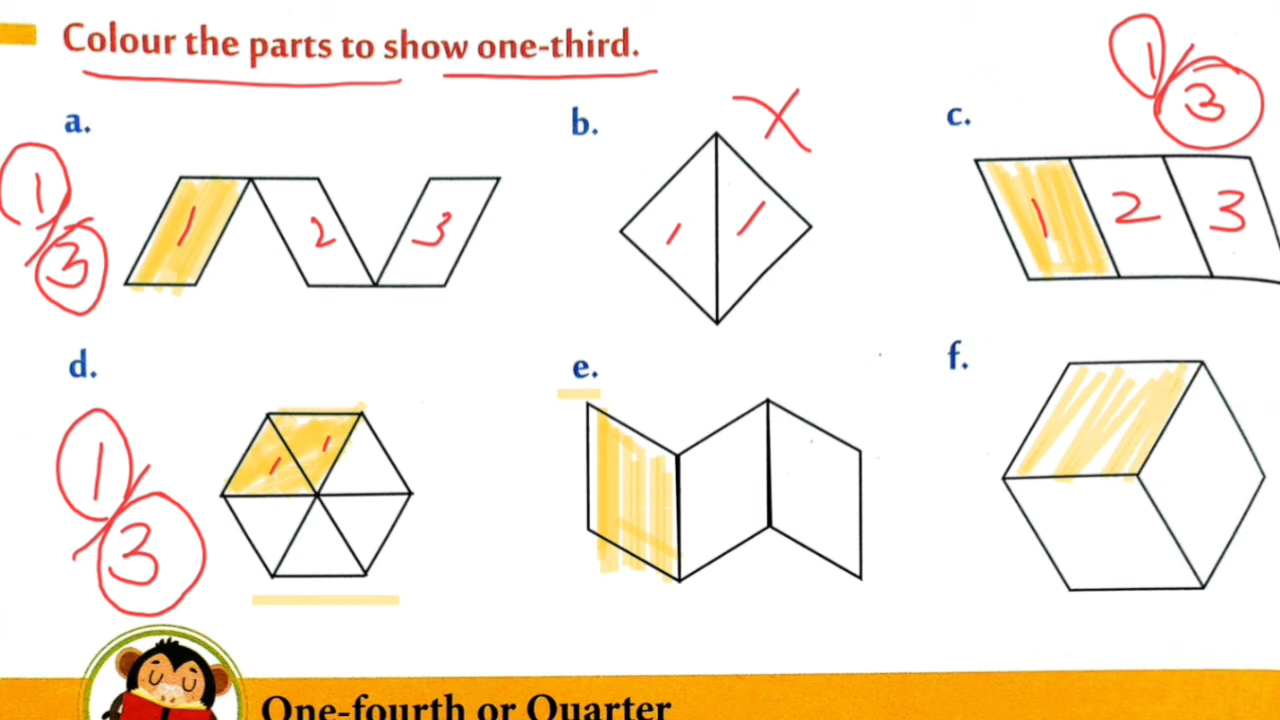 Colour the parts to show one-third.
1/3
a.
b.
c.
1/3
1 2 3
1 1
1 2 3
d.
e.
f.
1/3
1 1
One-fourth or Quarter